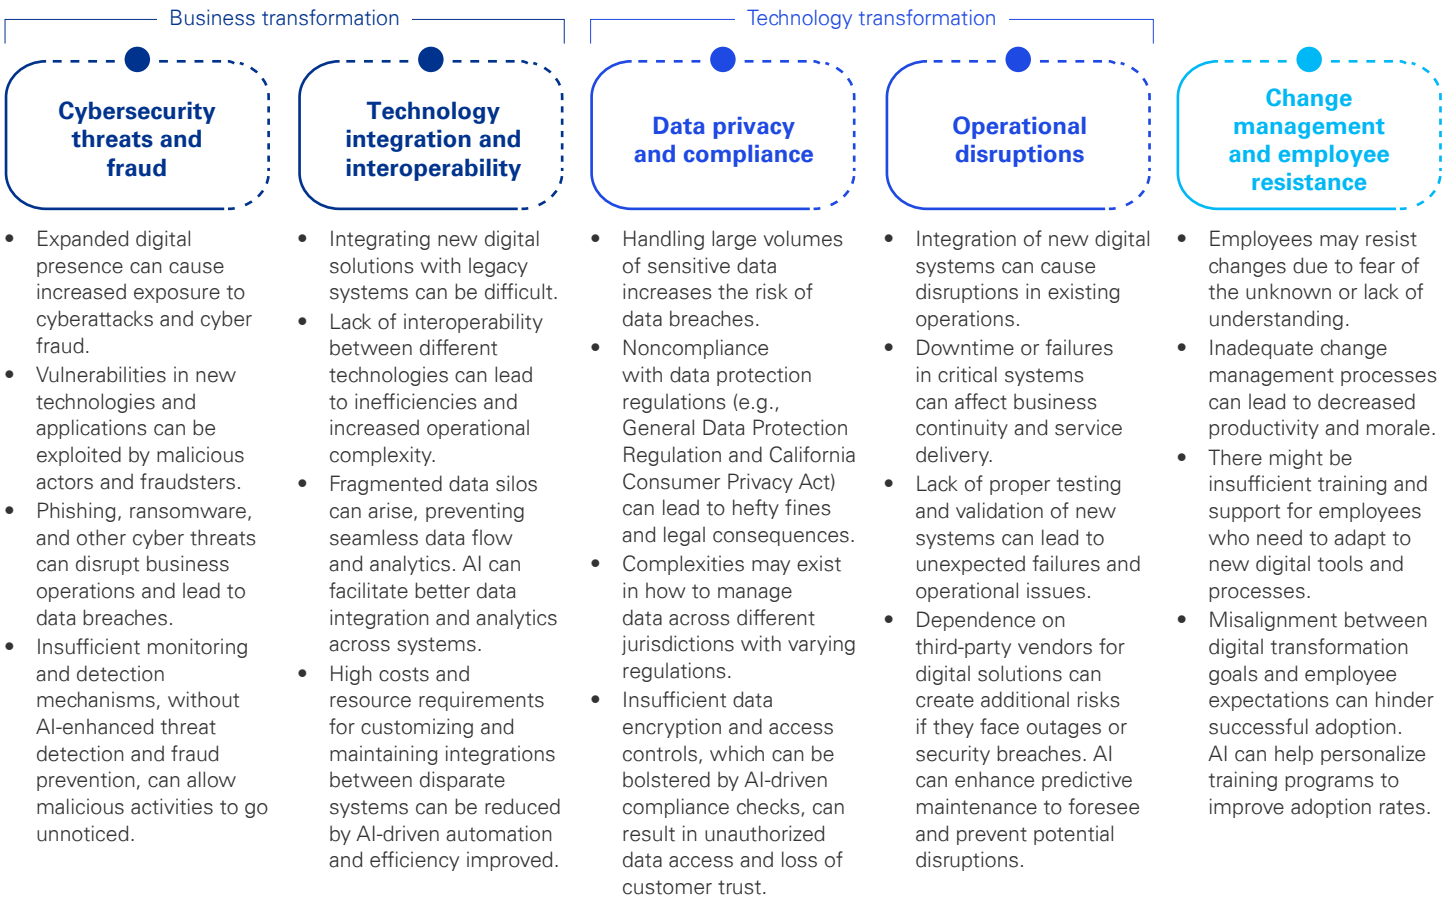 Business transformation
Technology transformation
Cybersecurity
threats and
fraud
• Expanded digital
presence can cause
increased exposure to
cyberattacks and cyber
fraud.
• Vulnerabilities in new
technologies and
applications can be
exploited by malicious
actors and fraudsters.
• Phishing, ransomware,
and other cyber threats
can disrupt business
operations and lead to
data breaches.
• Insufficient monitoring
and detection
mechanisms, without
AI-enhanced threat
detection and fraud
prevention, can allow
malicious activities to go
unnoticed.
Technology
integration and
interoperability
• Integrating new digital
solutions with legacy
systems can be difficult.
• Lack of interoperability
between different
technologies can lead
to inefficiencies and
increased operational
complexity.
• Fragmented data silos
can arise, preventing
seamless data flow
and analytics. AI can
facilitate better data
integration and analytics
across systems.
• High costs and
resource requirements
for customizing and
maintaining integrations
between disparate
systems can be reduced
by AI-driven automation
and efficiency improved.
Data privacy
and compliance
• Handling large volumes
of sensitive data
increases the risk of
data breaches.
• Noncompliance
with data protection
regulations (e.g.,
General Data Protection
Regulation and California
Consumer Privacy Act)
can lead to hefty fines
and legal consequences.
• Complexities may exist
in how to manage
data across different
jurisdictions with varying
regulations.
• Insufficient data
encryption and access
controls, which can be
bolstered by AI-driven
compliance checks, can
result in unauthorized
data access and loss of
customer trust.
Operational
disruptions
• Integration of new digital
systems can cause
disruptions in existing
operations.
• Downtime or failures
in critical systems
can affect business
continuity and service
delivery.
• Lack of proper testing
and validation of new
systems can lead to
unexpected failures and
operational issues.
• Dependence on
third-party vendors for
digital solutions can
create additional risks
if they face outages or
security breaches. AI
can enhance predictive
maintenance to foresee
and prevent potential
disruptions.
Change
management
and employee
resistance
• Employees may resist
changes due to fear of
the unknown or lack of
understanding.
• Inadequate change
management processes
can lead to decreased
productivity and morale.
• There might be
insufficient training and
support for employees
who need to adapt to
new digital tools and
processes.
• Misalignment between
digital transformation
goals and employee
expectations can hinder
successful adoption.
AI can help personalize
training programs to
improve adoption rates.